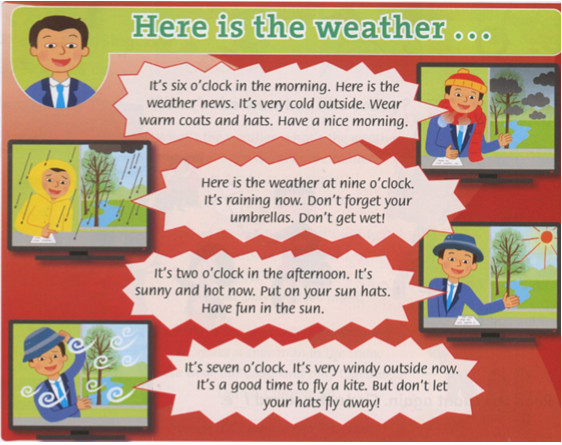 Here is the weather ...
It's six o'clock in the morning. Here is the
weather news. It's very cold outside. Wear
warm coats and hats. Have a nice morning.
Here is the weather at nine o'clock.
It's raining now. Don't forget your
umbrellas. Don't get wet!
It's two o'clock in the afternoon. It's
sunny and hot now. Put on your sun hats.
Have fun in the sun.
It's seven o'clock. It's very windy outside now.
It's a good time to fly a kite. But don't let
your hats fly away!